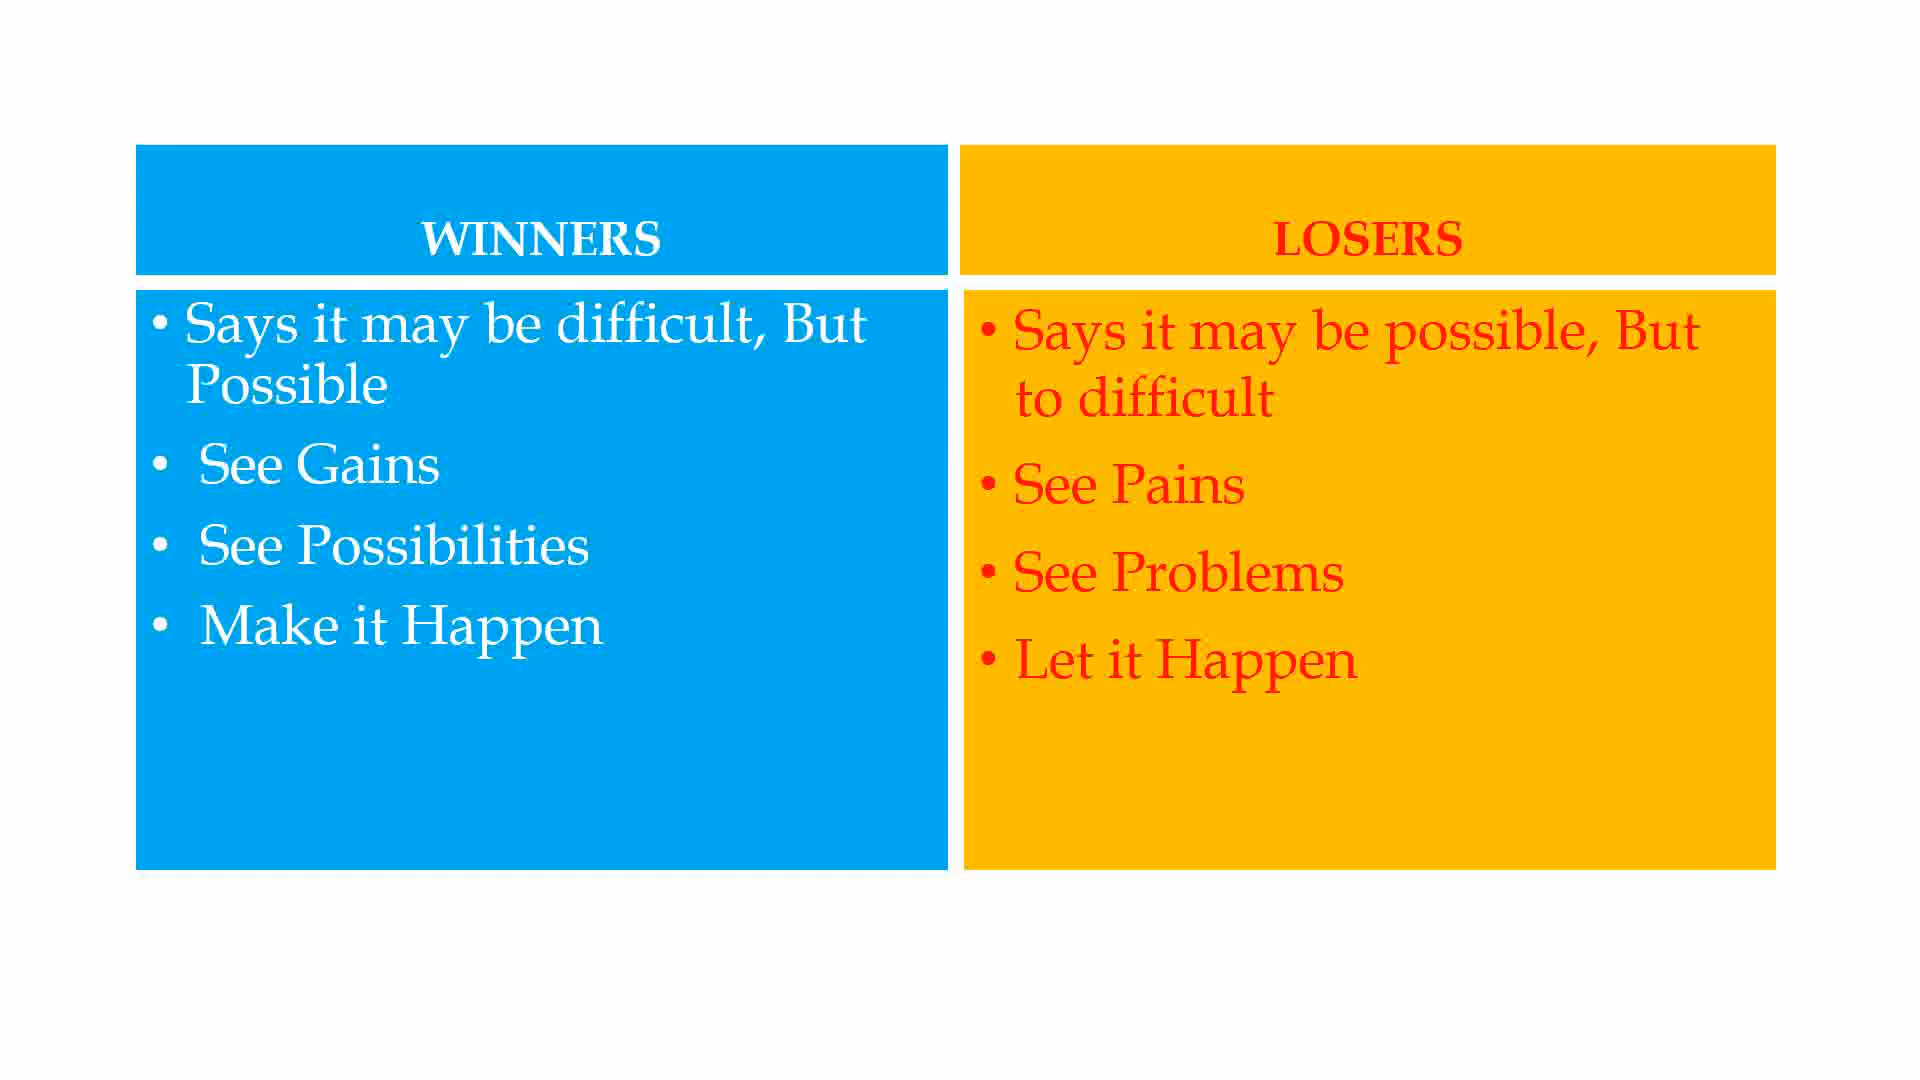 WINNERS
• Says it may be difficult, But
Possible
• See Gains
• See Possibilities
• Make it Happen
LOSERS
• Says it may be possible, But
to difficult
• See Pains
• See Problems
• Let it Happen